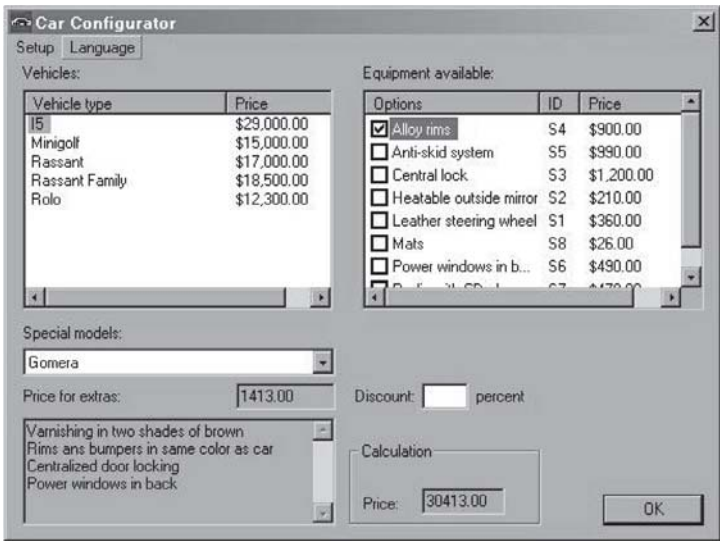 Car Configurator
Setup Language
Vehicles:
Vehicle type Price
I5 $29,000.00
Minigolf $15,000.00
Rassant $17,000.00
Rassant Family $18,500.00
Rolo $12,300.00
Equipment available:
Options ID Price
Alloy rims S4 $900.00
Anti-skid system S5 $990.00
Central lock S3 $1,200.00
Heatable outside mirror S2 $210.00
Leather steering wheel S1 $360.00
Mats S8 $26.00
Power windows in b... S6 $490.00
Special models:
Gomera
Price for extras: 1413.00
Discount: percent
Varnishing in two shades of brown
Rims ans bumpers in same color as car
Centralized door locking
Power windows in back
Calculation
Price: 30413.00
OK